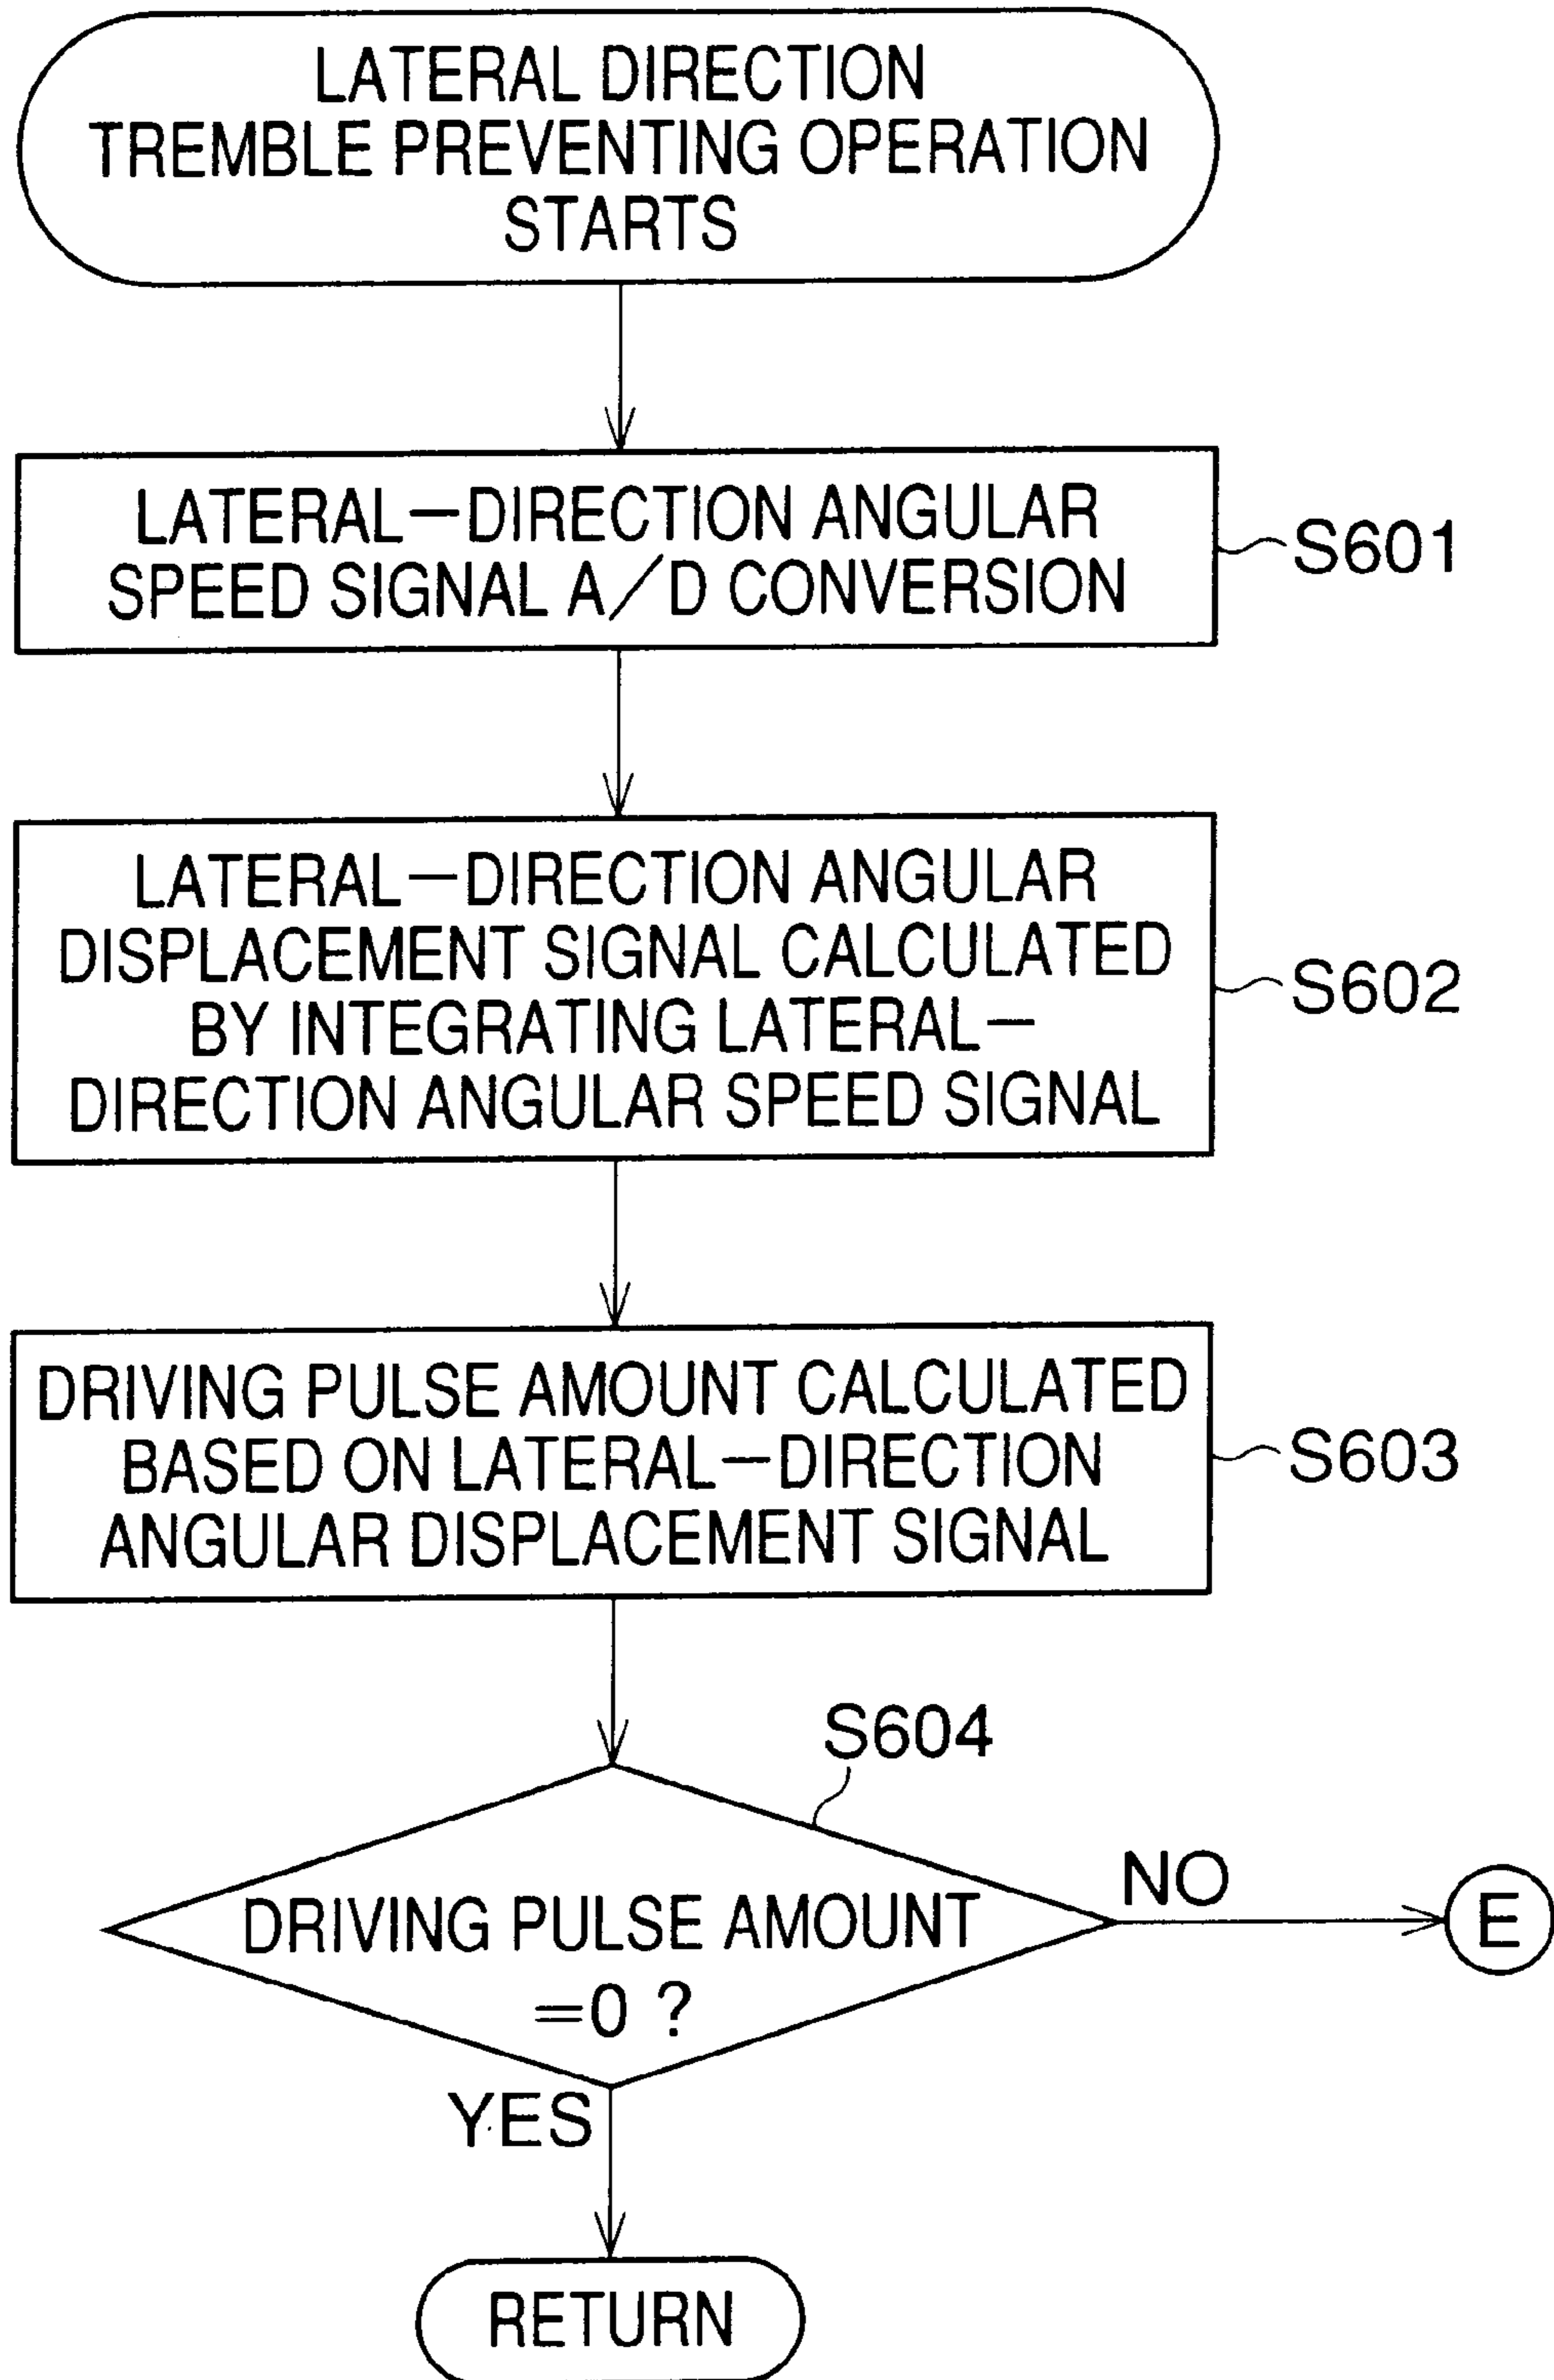 LATERAL DIRECTION
TREMBLE PREVENTING OPERATION
STARTS
LATERAL—DIRECTION ANGULAR
SPEED SIGNAL A/D CONVERSION
S601
LATERAL—DIRECTION ANGULAR
DISPLACEMENT SIGNAL CALCULATED
BY INTEGRATING LATERAL—
DIRECTION ANGULAR SPEED SIGNAL
S602
DRIVING PULSE AMOUNT CALCULATED
BASED ON LATERAL—DIRECTION
ANGULAR DISPLACEMENT SIGNAL
S603
S604
DRIVING PULSE AMOUNT
=0 ?
NO
E
YES
RETURN